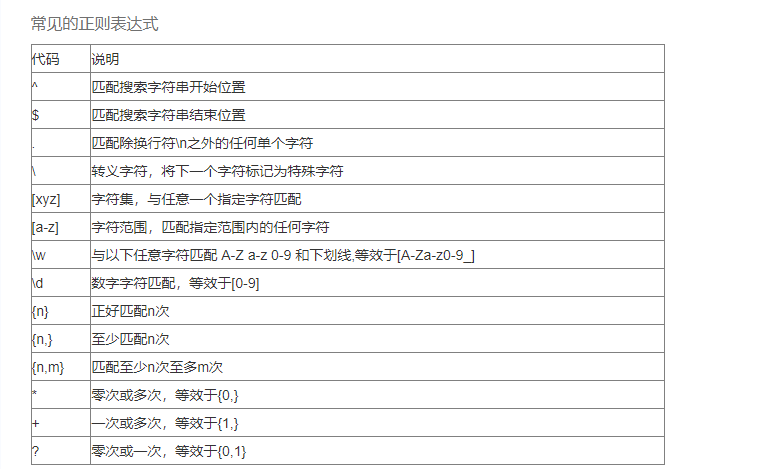 常见的正则表达式
代码 说明
^ 匹配搜索字符串开始位置
$ 匹配搜索字符串结束位置
. 匹配除换行符\n之外的任何单个字符
\ 转义字符，将下一个字符标记为特殊字符
[xyz] 字符集，与任意一个指定字符匹配
[a-z] 字符范围，匹配指定范围内的任何字符
\w 与以下任意字符匹配 A-Z a-z 0-9 和下划线,等效于[A-Za-z0-9_]
\d 数字字符匹配，等效于[0-9]
{n} 正好匹配n次
{n,} 至少匹配n次
{n,m} 匹配至少n次至多m次
* 零次或多次，等效于{0,}
+ 一次或多次，等效于{1,}
? 零次或一次，等效于{0,1}